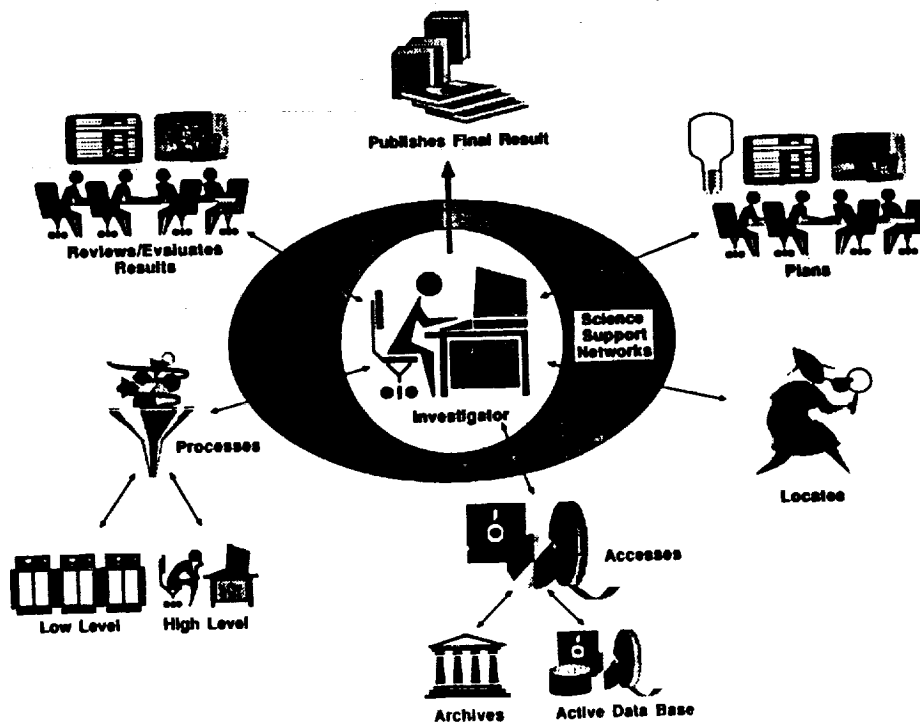 Publishes Final Result
Reviews/Evaluates
Results
Plans
Science
Support
Networks
Investigator
Processes
Locates
Accesses
Low Level
High Level
Archives
Active Data Base